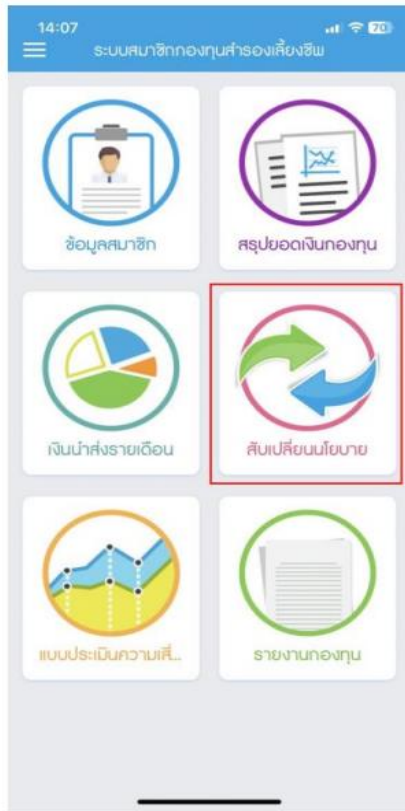 14:07
70
ระบบสมาชิกกองทุนสำรองเลี้ยงชีพ
ข้อมูลสมาชิก
สรุปยอดเงินกองทุน
เงินนำส่งรายเดือน
สับเปลี่ยนนโยบาย
แบบประเมินความเสี่...
รายงานกองทุน